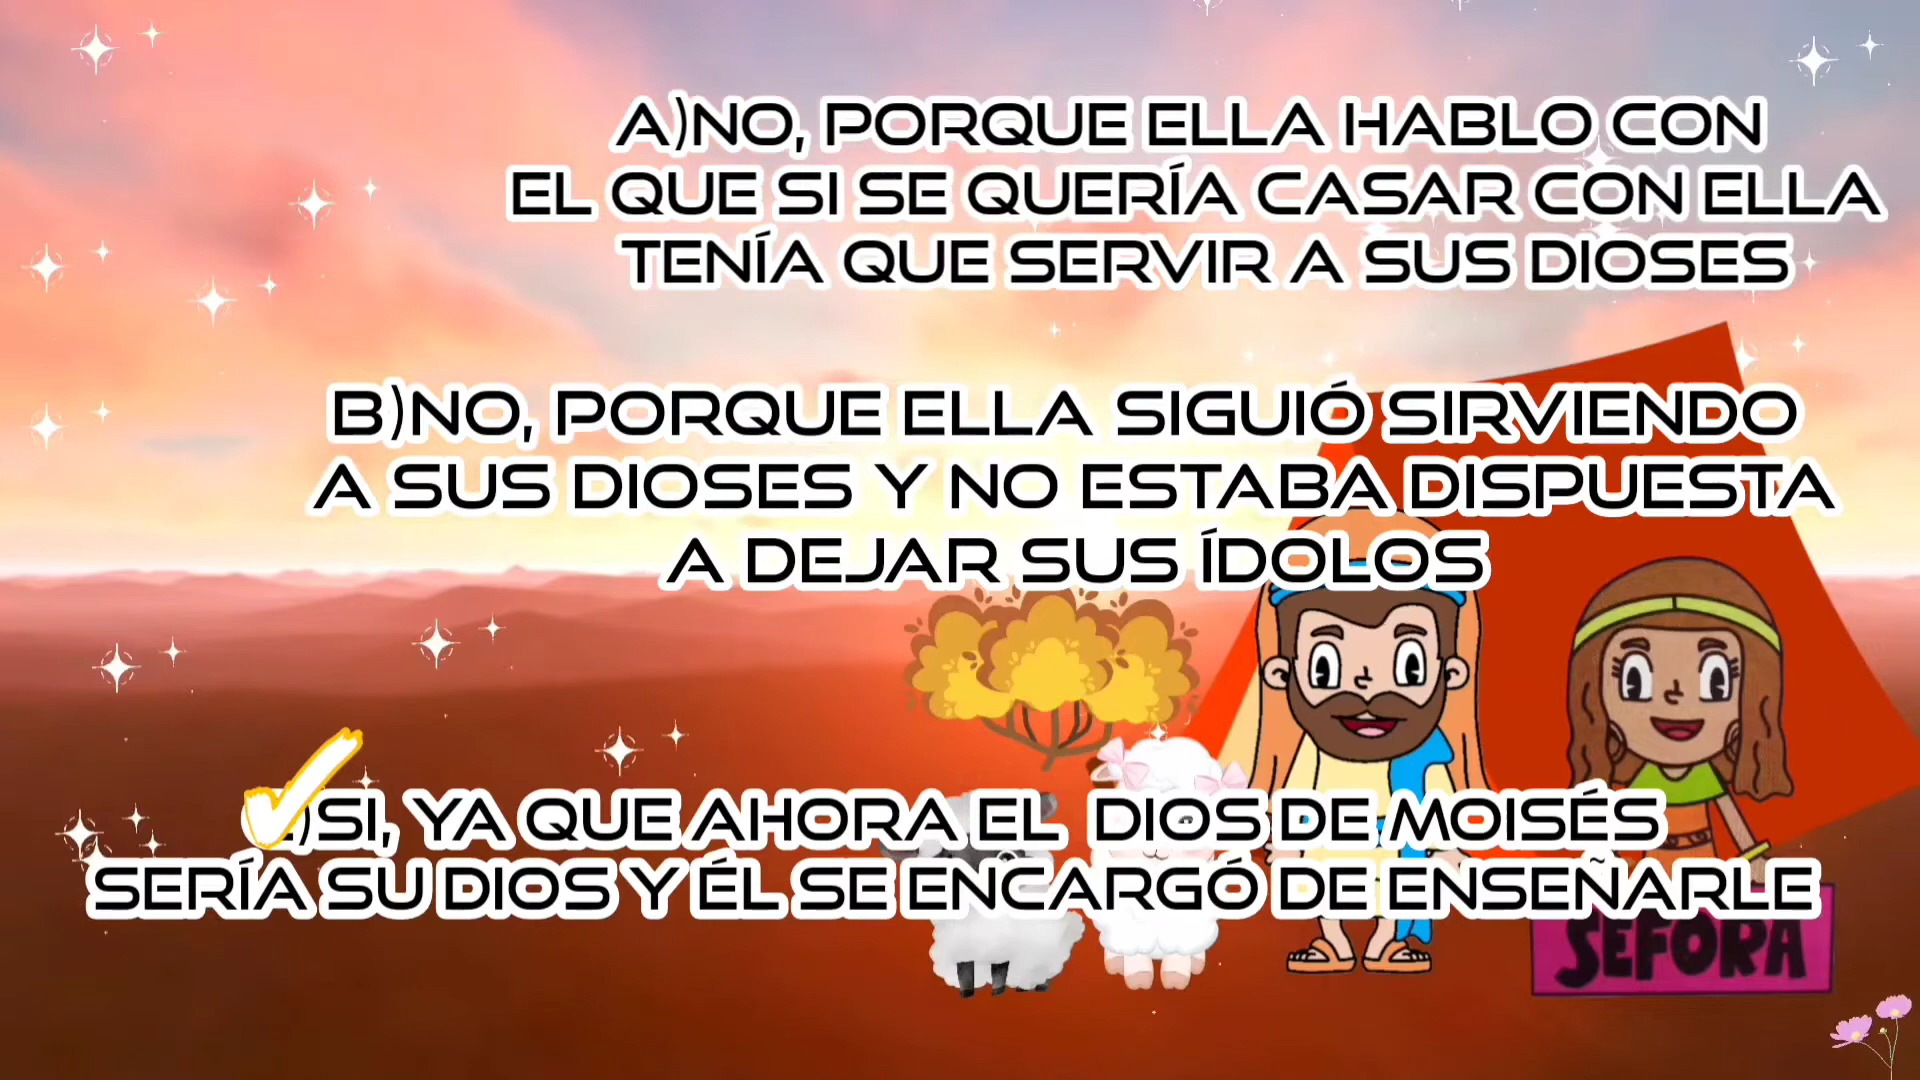 A)NO, PORQUE ELLA HABLO CON
EL QUE SI SE QUERÍA CASAR CON ELLA
TENÍA QUE SERVIR A SUS DIOSES
B)NO, PORQUE ELLA SIGUIÓ SIRVIENDO
A SUS DIOSES Y NO ESTABA DISPUESTA
A DEJAR SUS ÍDOLOS
)SI, YA QUE AHORA EL DIOS DE MOISÉS
SERÍA SU DIOS Y ÉL SE ENCARGÓ DE ENSEÑARLE
SEFORA